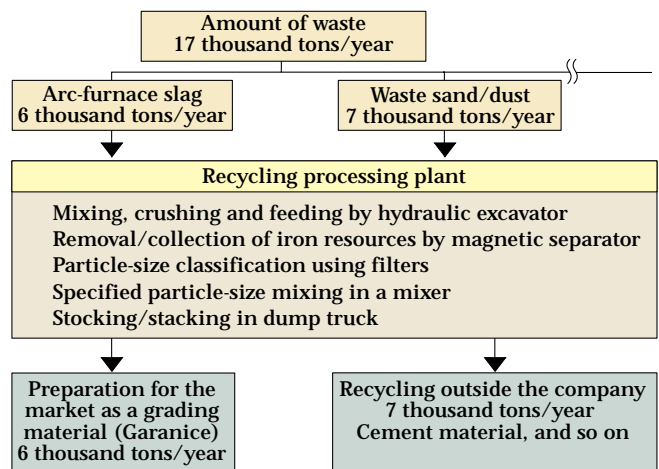 Amount of waste
17 thousand tons/year
Arc-furnace slag
6 thousand tons/year
Waste sand/dust
7 thousand tons/year
Recycling processing plant
Mixing, crushing and feeding by hydraulic excavator
Removal/collection of iron resources by magnetic separator
Particle-size classification using filters
Specified particle-size mixing in a mixer
Stocking/stacking in dump truck
Preparation for the
market as a grading
material (Garanice)
6 thousand tons/year
Recycling outside the company
7 thousand tons/year
Cement material, and so on